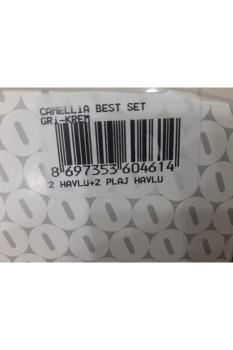 CAMELLIA BEST SET
GRİ-KREM
8 697353 604614
2 HAVLU+2 PLAJ HAVLU